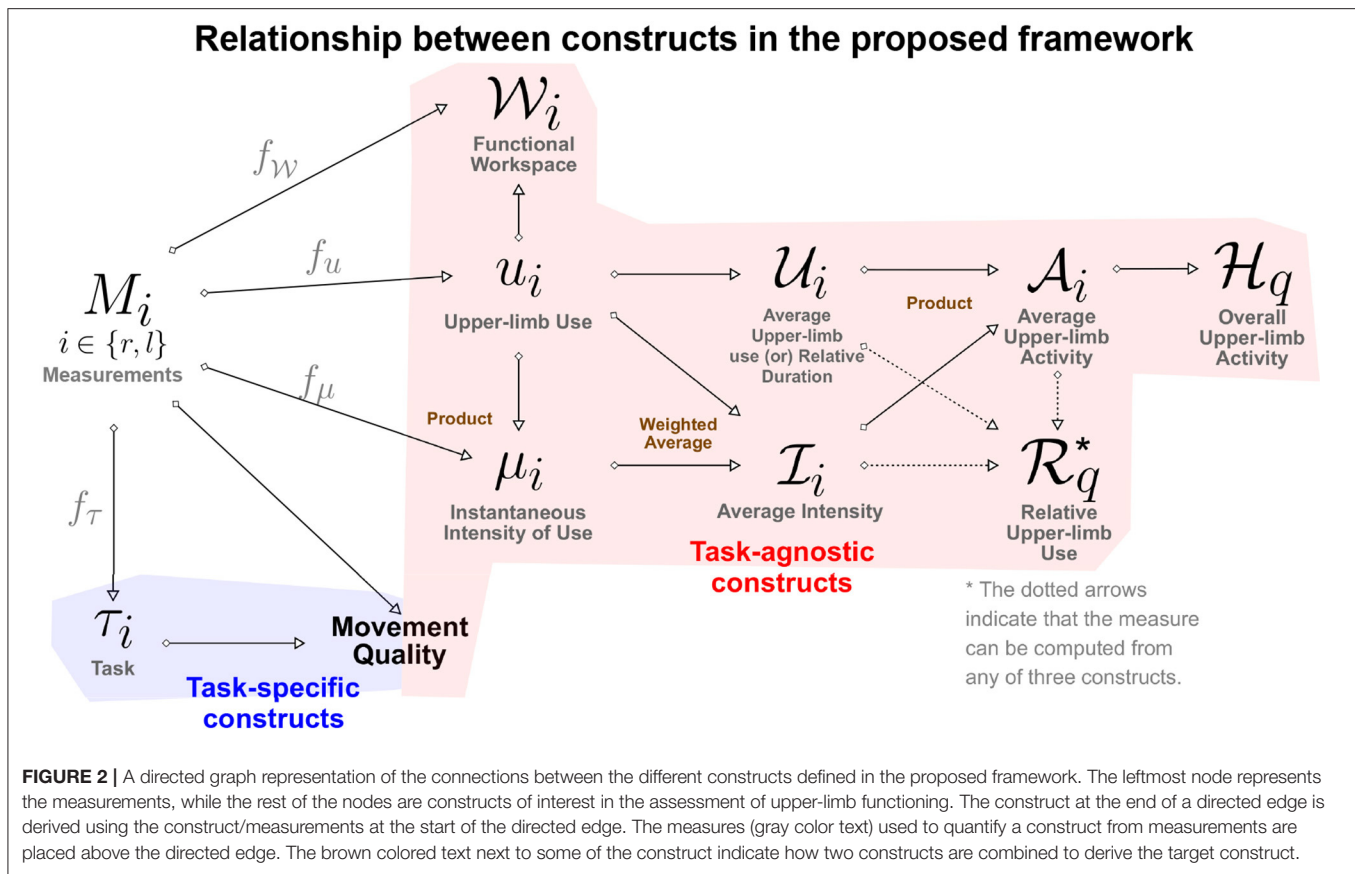 Relationship between constructs in the proposed framework
𝒲ᵢ
Functional
Workspace
f_𝒲
f_u
uᵢ
Upper-limb Use
𝒰ᵢ
Average
Upper-limb
use (or) Relative
Duration
Product
𝒜ᵢ
Average
Upper-limb
Activity
ℋ_q
Overall
Upper-limb
Activity
Mᵢ
i ∈ {r, l}
Measurements
f_μ
Product
μᵢ
Instantaneous
Intensity of Use
Weighted
Average
ℐᵢ
Average Intensity
ℛ*_q
Relative
Upper-limb
Use
f_τ
Task-agnostic
constructs
* The dotted arrows
indicate that the measure
can be computed from
any of three constructs.
τᵢ
Task
Movement
Quality
Task-specific
constructs
FIGURE 2 | A directed graph representation of the connections between the different constructs defined in the proposed framework. The leftmost node represents
the measurements, while the rest of the nodes are constructs of interest in the assessment of upper-limb functioning. The construct at the end of a directed edge is
derived using the construct/measurements at the start of the directed edge. The measures (gray color text) used to quantify a construct from measurements are
placed above the directed edge. The brown colored text next to some of the construct indicate how two constructs are combined to derive the target construct.